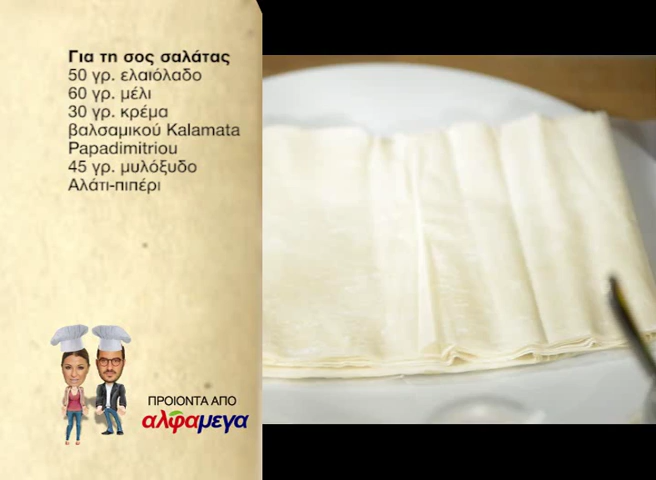 Για τη σος σαλάτας
50 γρ. ελαιόλαδο
60 γρ. μέλι
30 γρ. κρέμα
βαλσαμικού Kalamata
Papadimitriou
45 γρ. μυλόξυδο
Αλάτι-πιπέρι
ΠΡΟΙΟΝΤΑ ΑΠΟ
αλφαμεγα